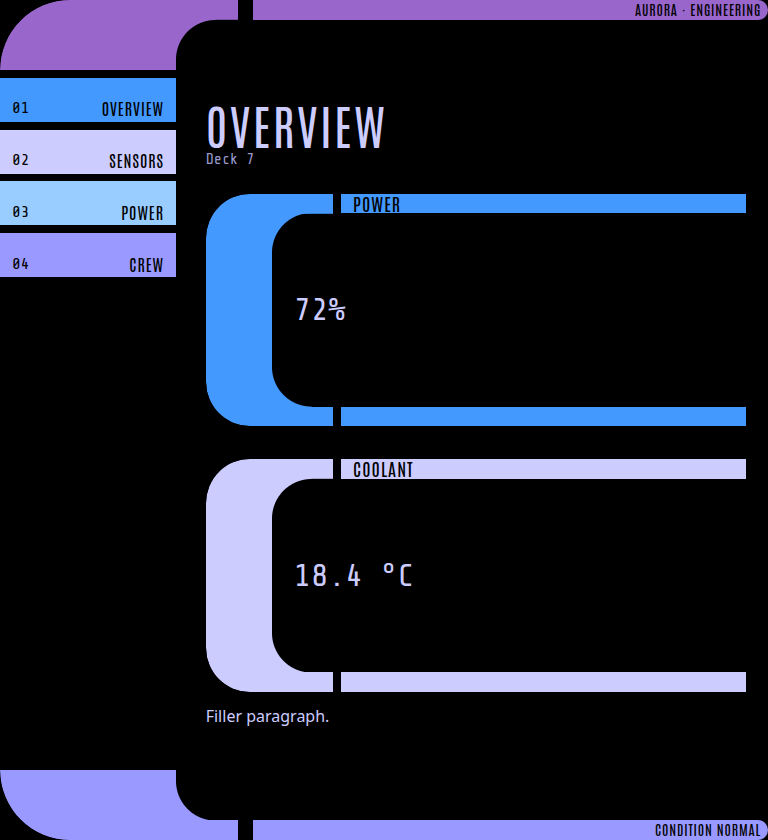 AURORA · ENGINEERING
01 OVERVIEW
02 SENSORS
03 POWER
04 CREW
OVERVIEW
Deck 7
POWER
72%
COOLANT
18.4 °C
Filler paragraph.
CONDITION NORMAL